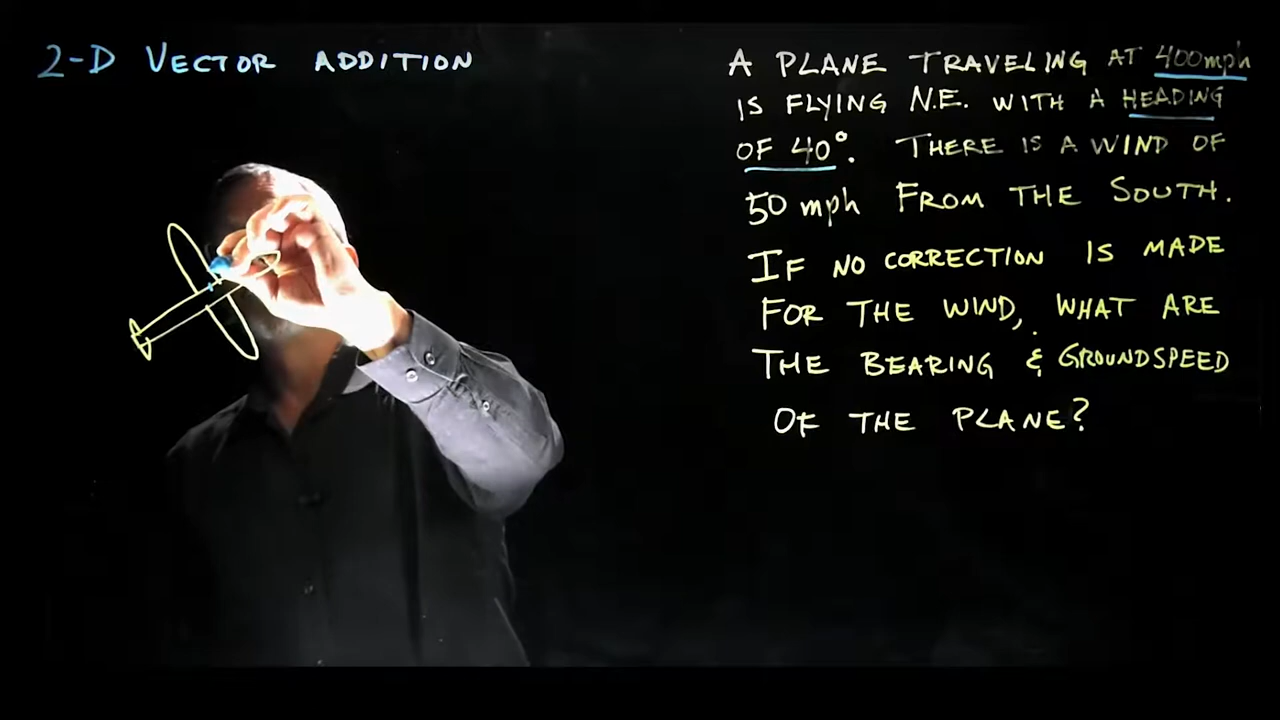 2-D VECTOR ADDITION
A PLANE TRAVELING AT 400mph
IS FLYING N.E. WITH A HEADING
OF 40°. THERE IS A WIND OF
50 mph FROM THE SOUTH.
IF NO CORRECTION IS MADE
FOR THE WIND, WHAT ARE
THE BEARING & GROUNDSPEED
OF THE PLANE?